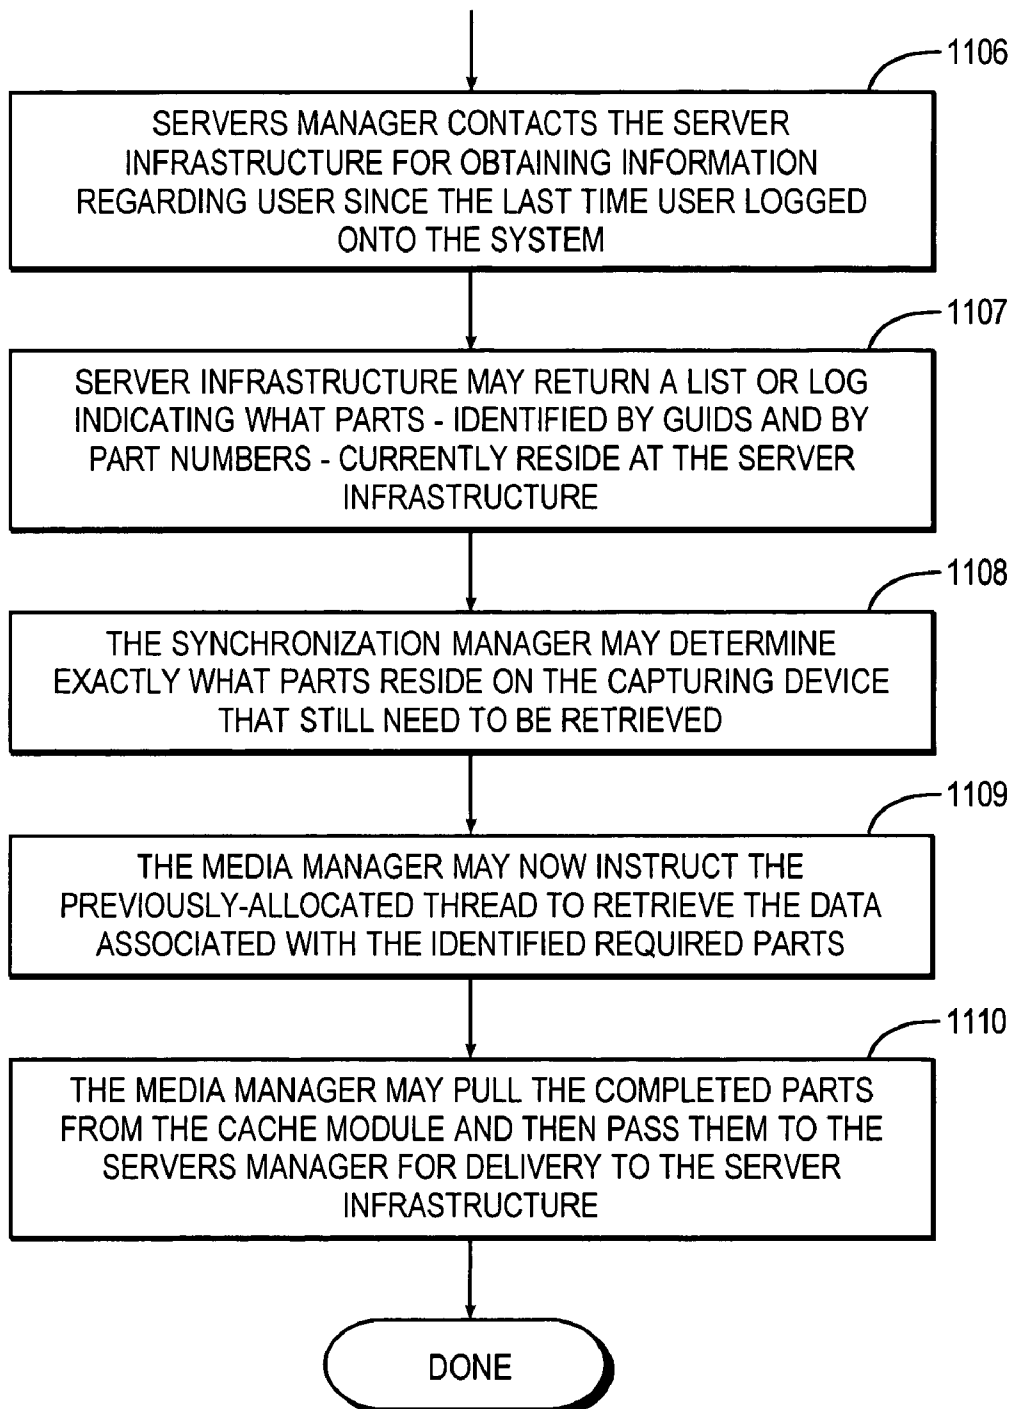 1106
SERVERS MANAGER CONTACTS THE SERVER
INFRASTRUCTURE FOR OBTAINING INFORMATION
REGARDING USER SINCE THE LAST TIME USER LOGGED
ONTO THE SYSTEM
1107
SERVER INFRASTRUCTURE MAY RETURN A LIST OR LOG
INDICATING WHAT PARTS - IDENTIFIED BY GUIDS AND BY
PART NUMBERS - CURRENTLY RESIDE AT THE SERVER
INFRASTRUCTURE
1108
THE SYNCHRONIZATION MANAGER MAY DETERMINE
EXACTLY WHAT PARTS RESIDE ON THE CAPTURING DEVICE
THAT STILL NEED TO BE RETRIEVED
1109
THE MEDIA MANAGER MAY NOW INSTRUCT THE
PREVIOUSLY-ALLOCATED THREAD TO RETRIEVE THE DATA
ASSOCIATED WITH THE IDENTIFIED REQUIRED PARTS
1110
THE MEDIA MANAGER MAY PULL THE COMPLETED PARTS
FROM THE CACHE MODULE AND THEN PASS THEM TO THE
SERVERS MANAGER FOR DELIVERY TO THE SERVER
INFRASTRUCTURE
DONE